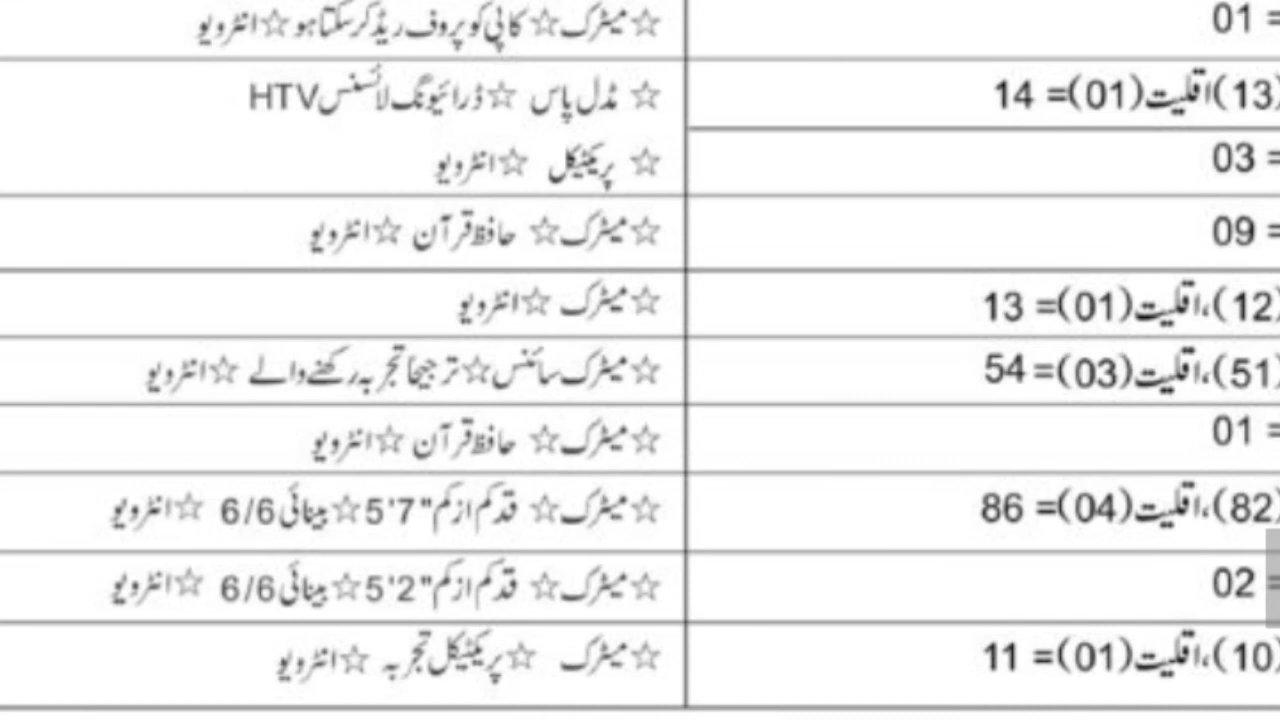 01 = ☆میٹرک☆ کاپی کو پروف ریڈ کر سکتا ہو ☆انٹرویو
(13)اقلیت(01)= 14 ☆ مڈل پاس ☆ڈرائیونگ لائسنس HTV
03 = ☆ پریکٹیکل ☆انٹرویو
09 = ☆میٹرک☆ حافظ قرآن ☆انٹرویو
(12)،اقلیت(01)= 13 ☆میٹرک ☆انٹرویو
(51)،اقلیت(03)= 54 ☆میٹرک سائنس☆ترجیحا تجربہ رکھنے والے ☆انٹرویو
01 = ☆میٹرک☆ حافظ قرآن ☆انٹرویو
(82)،اقلیت(04)= 86 ☆میٹرک☆ قد کم از کم "7'5☆بینائی 6/6 ☆انٹرویو
02 = ☆میٹرک☆ قد کم از کم "2'5☆بینائی 6/6 ☆انٹرویو
(10)،اقلیت(01)= 11 ☆میٹرک ☆پریکٹیکل تجربہ ☆انٹرویو